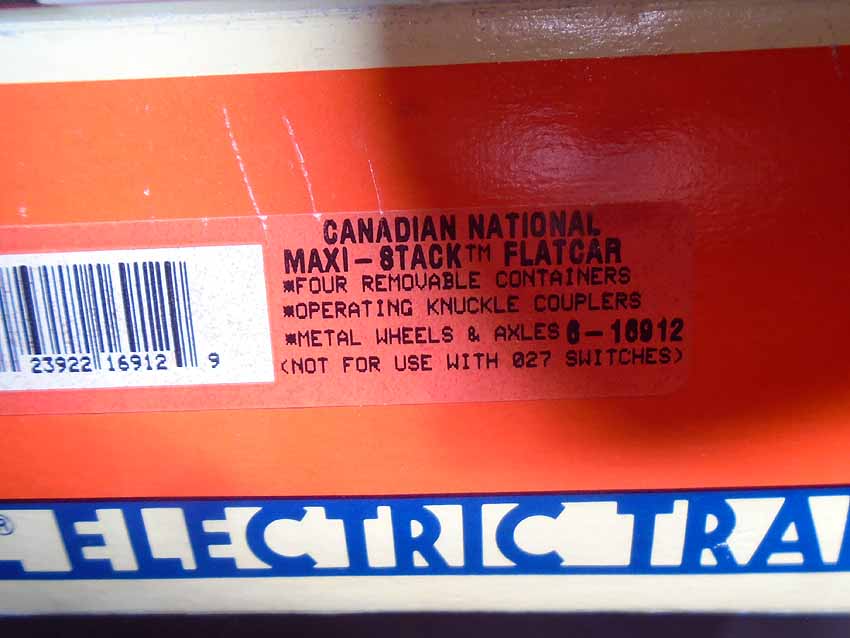 CANADIAN NATIONAL
MAXI-STACK™ FLATCAR
*FOUR REMOVABLE CONTAINERS
*OPERATING KNUCKLE COUPLERS
*METAL WHEELS & AXLES 6-16912
(NOT FOR USE WITH 027 SWITCHES)
23922 16912 9
® ELECTRIC TRA